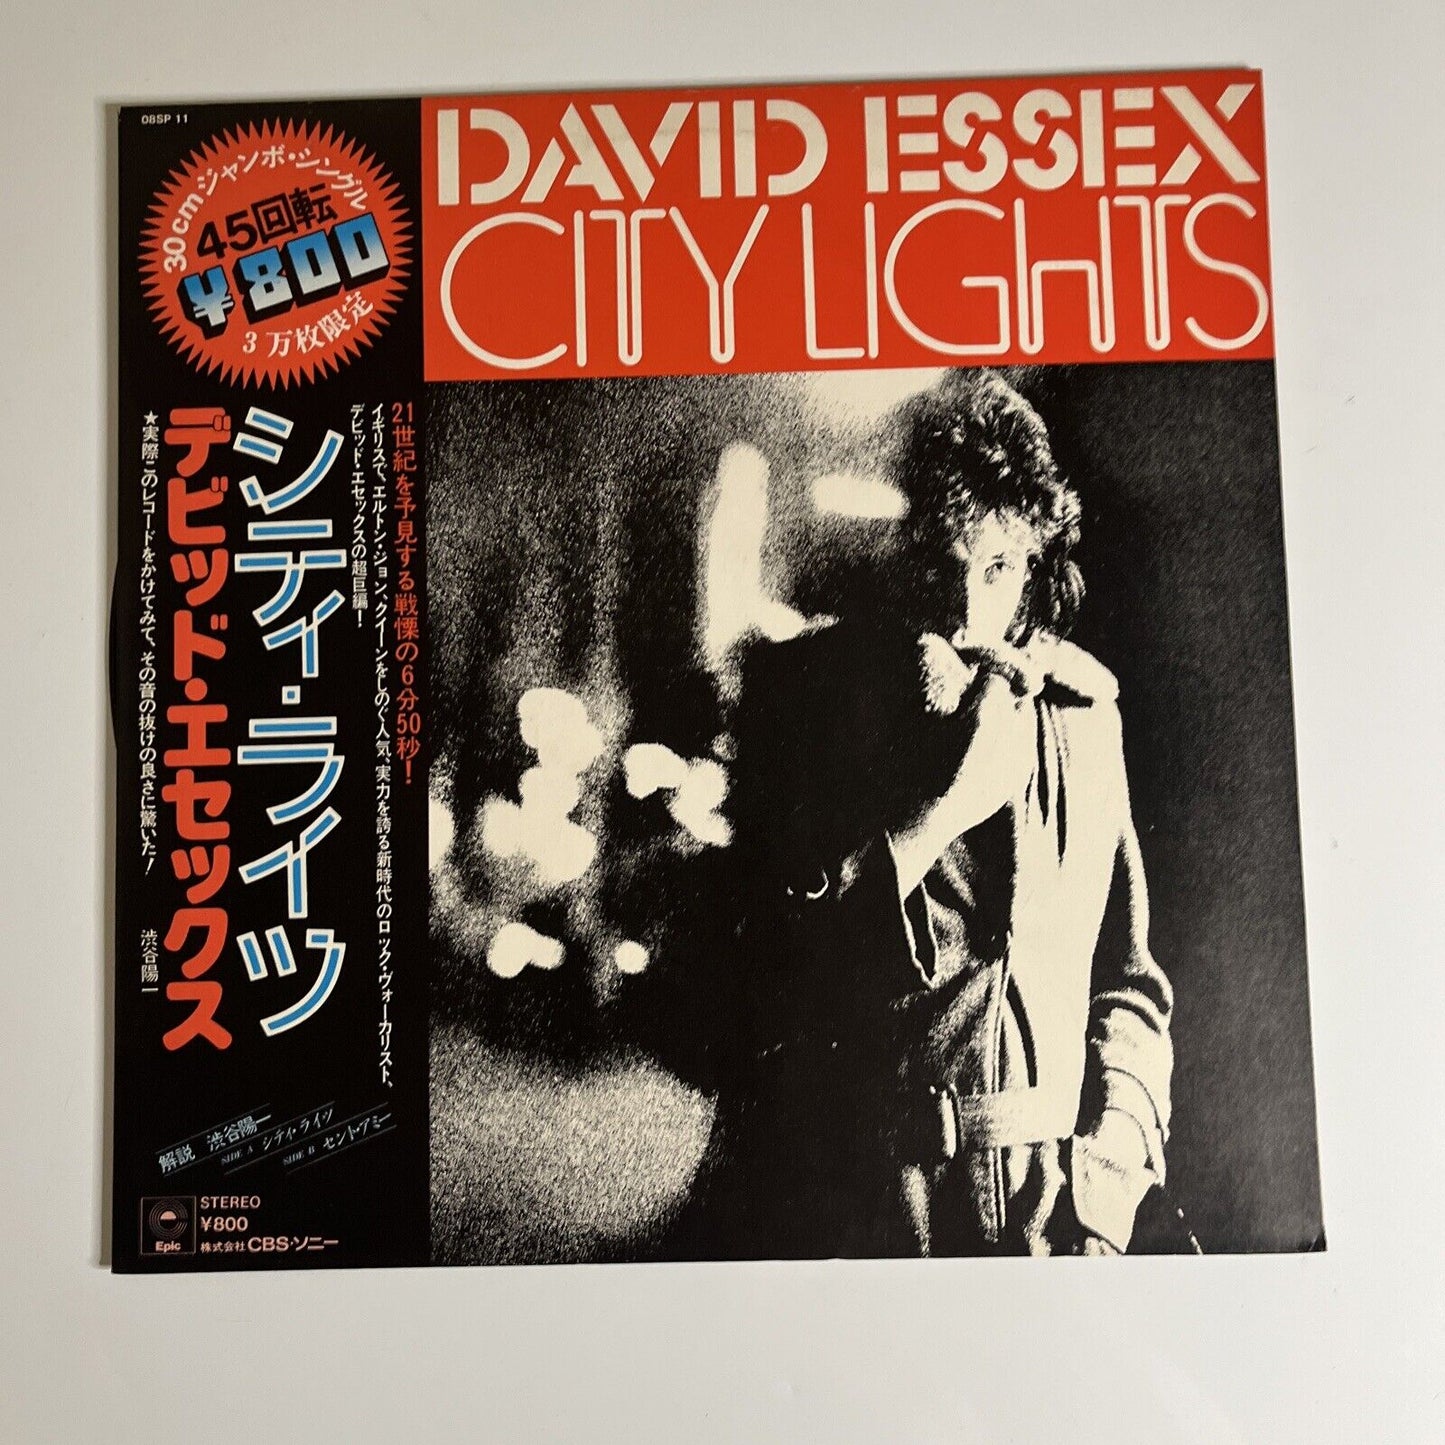 08SP 11
30cmジャンボ・シングル
45回転
¥800
3万枚限定
DAVID ESSEX
CITY LIGHTS
21世紀を予見する戦慄の6分50秒!
イギリスで、エルトン・ジョン、クイーンをしのぐ人気、実力を誇る新時代のロック・ヴォーカリスト、
デビッド・エセックスの超巨編!
シティ・ライツ
デビッド・エセックス
★実際このレコードをかけてみて、その音の抜けの良さに驚いた! 渋谷陽一
解説 渋谷陽一
SIDE A シティ・ライツ
SIDE B セント・アミー
Epic
STEREO
¥800
株式会社CBS・ソニー